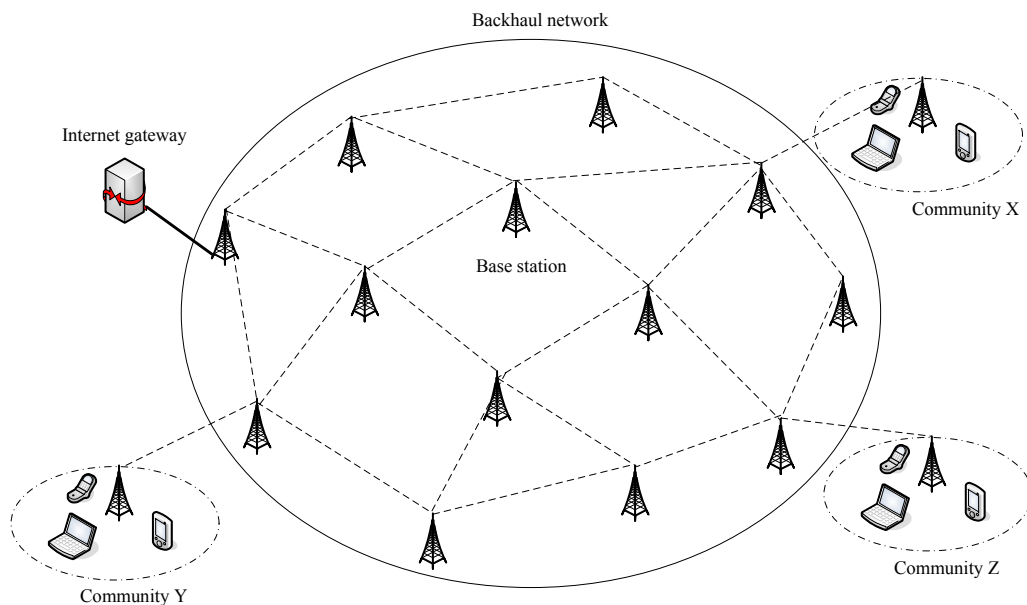 Backhaul network
Internet gateway
Community X
Base station
Community Z
Community Y